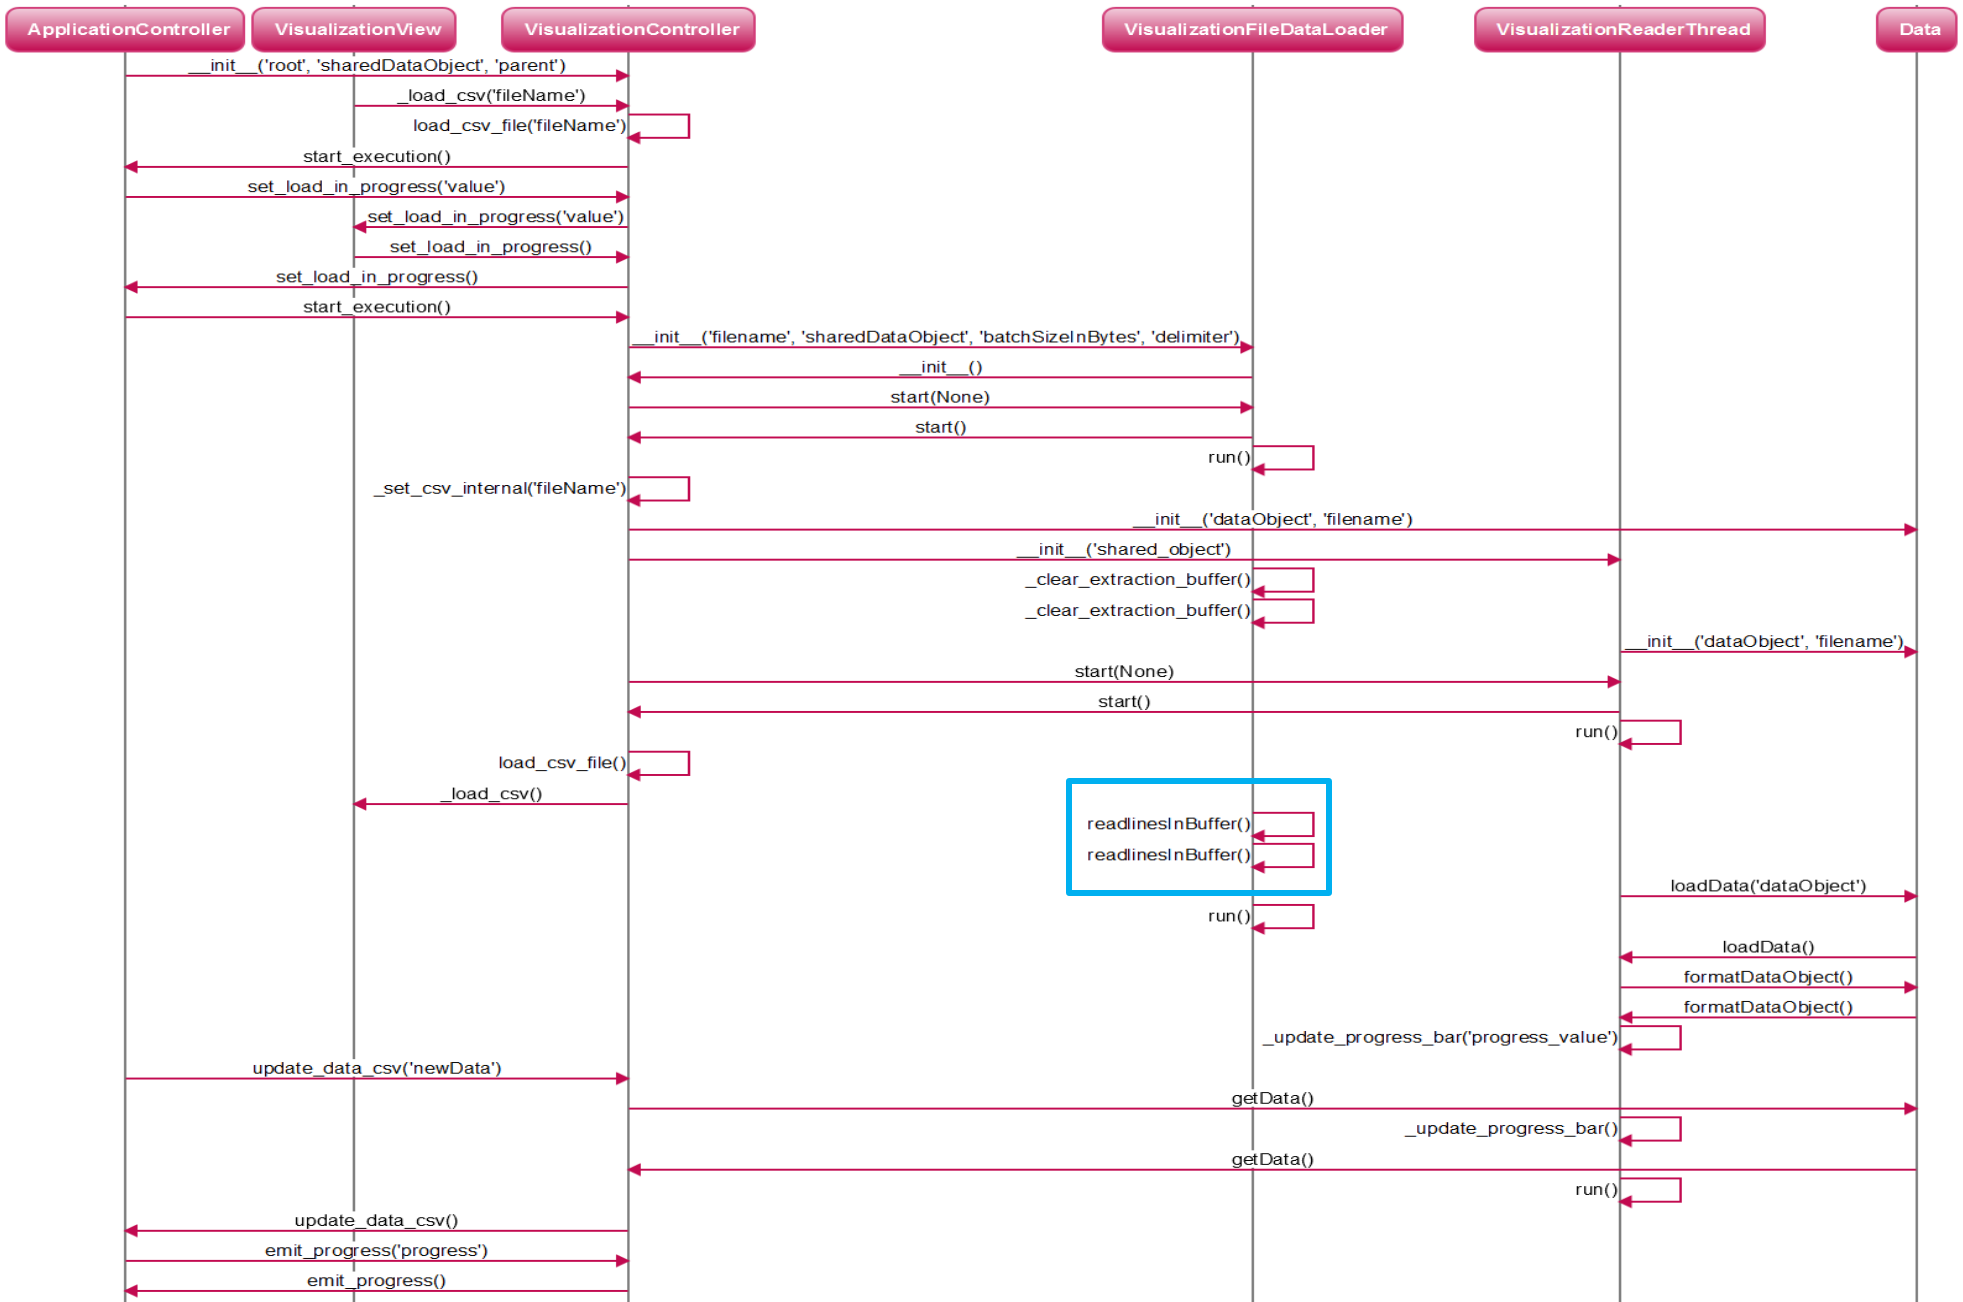 ApplicationController VisualizationView VisualizationController VisualizationFileDataLoader VisualizationReaderThread Data
__init__('root', 'sharedDataObject', 'parent')
_load_csv('fileName')
load_csv_file('fileName')
start_execution()
set_load_in_progress('value')
set_load_in_progress('value')
set_load_in_progress()
set_load_in_progress()
start_execution()
__init__('filename', 'sharedDataObject', 'batchSizeInBytes', 'delimiter')
__init__()
start(None)
start()
run()
_set_csv_internal('fileName')
__init__('dataObject', 'filename')
__init__('shared_object')
_clear_extraction_buffer()
_clear_extraction_buffer()
__init__('dataObject', 'filename')
start(None)
start()
run()
load_csv_file()
_load_csv()
readlinesInBuffer()
readlinesInBuffer()
loadData('dataObject')
run()
loadData()
formatDataObject()
formatDataObject()
_update_progress_bar('progress_value')
update_data_csv('newData')
getData()
_update_progress_bar()
getData()
run()
update_data_csv()
emit_progress('progress')
emit_progress()